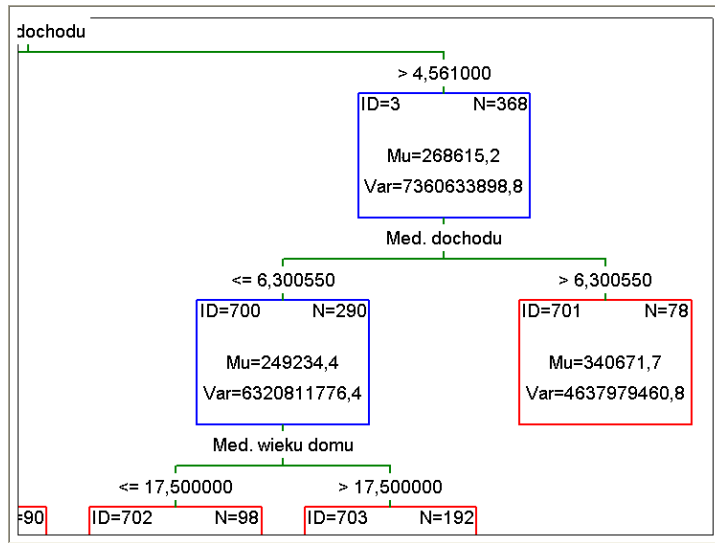 dochodu
> 4,561000
ID=3 N=368
Mu=268615,2
Var=7360633898,8
Med. dochodu
<= 6,300550 > 6,300550
ID=700 N=290 ID=701 N=78
Mu=249234,4 Mu=340671,7
Var=6320811776,4 Var=4637979460,8
Med. wieku domu
<= 17,500000 > 17,500000
=90 ID=702 N=98 ID=703 N=192